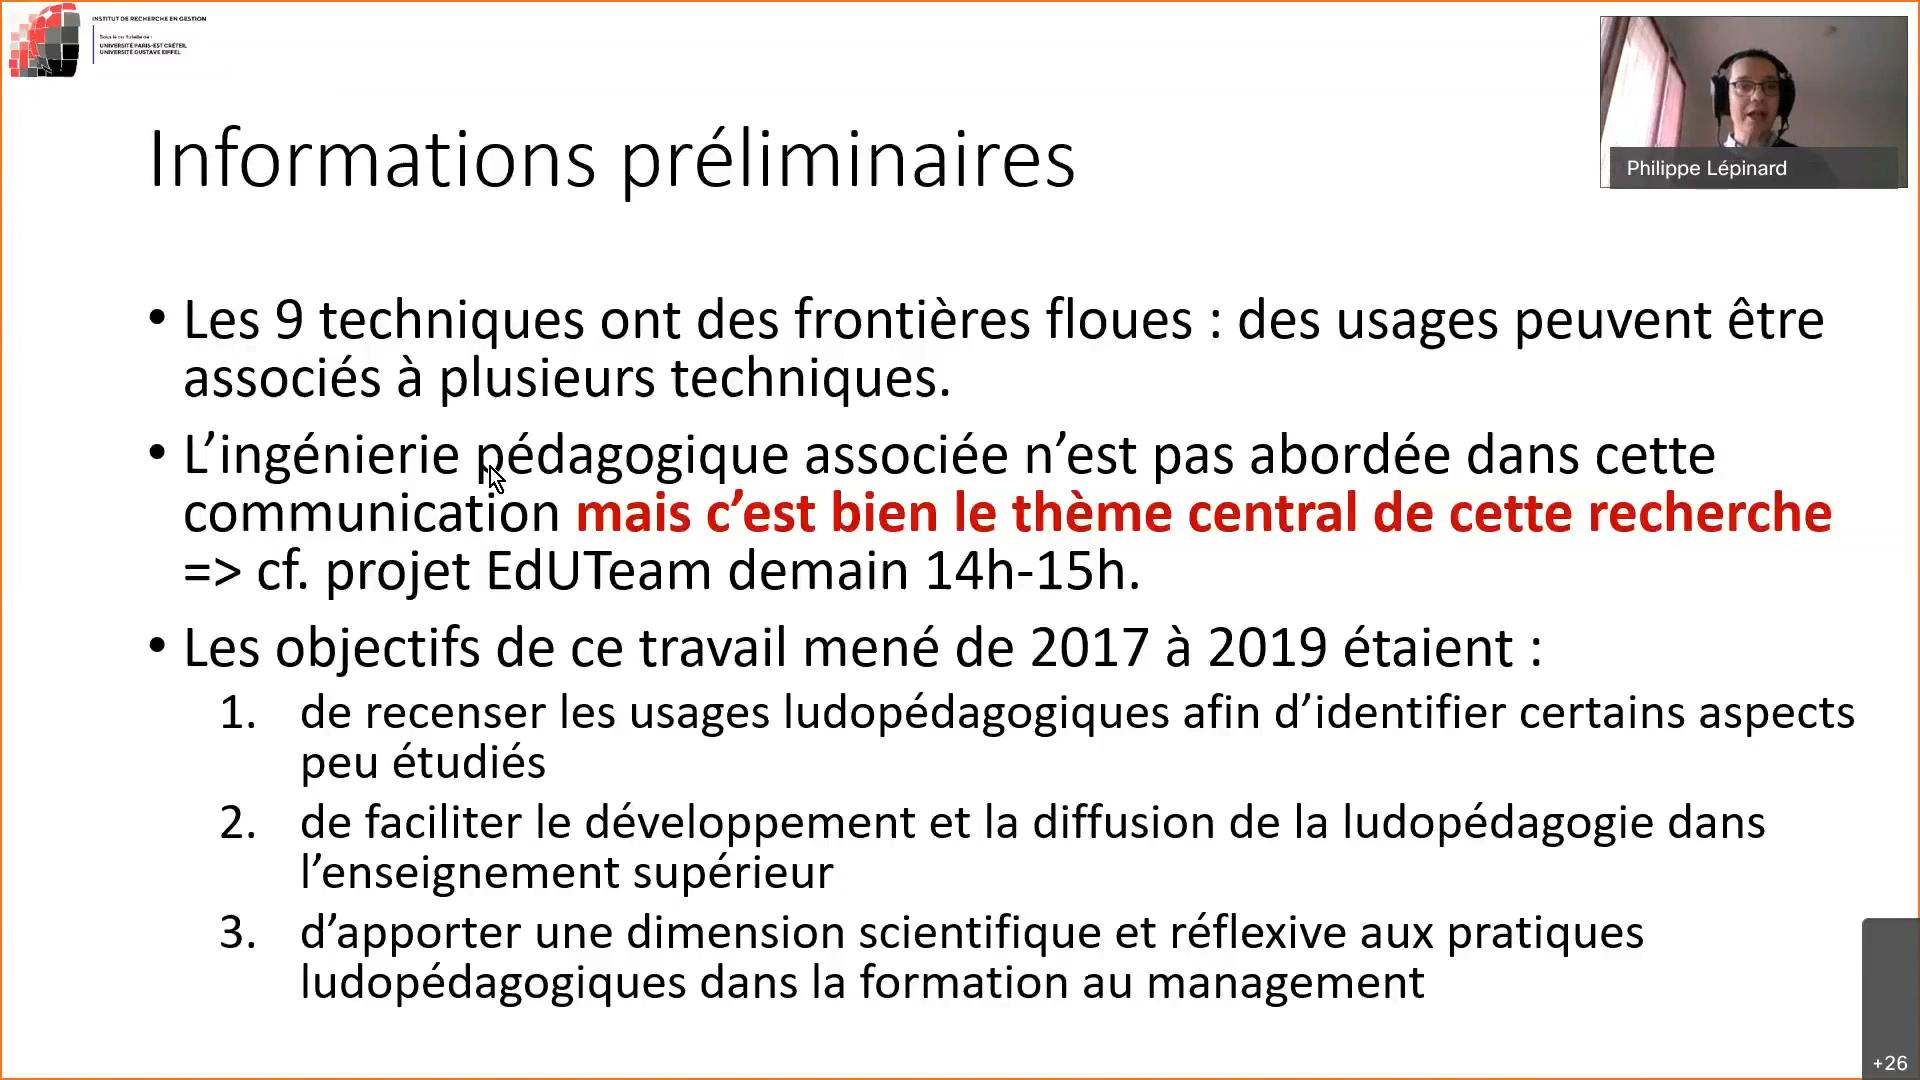 INSTITUT DE RECHERCHE EN GESTION
Sous la co-tutelle de :
UNIVERSITÉ PARIS-EST CRÉTEIL
UNIVERSITÉ GUSTAVE EIFFEL
Philippe Lépinard
Informations préliminaires
• Les 9 techniques ont des frontières floues : des usages peuvent être
associés à plusieurs techniques.
• L’ingénierie pédagogique associée n’est pas abordée dans cette
communication mais c’est bien le thème central de cette recherche
=> cf. projet EdUTeam demain 14h-15h.
• Les objectifs de ce travail mené de 2017 à 2019 étaient :
1. de recenser les usages ludopédagogiques afin d’identifier certains aspects
peu étudiés
2. de faciliter le développement et la diffusion de la ludopédagogie dans
l’enseignement supérieur
3. d’apporter une dimension scientifique et réflexive aux pratiques
ludopédagogiques dans la formation au management
+26